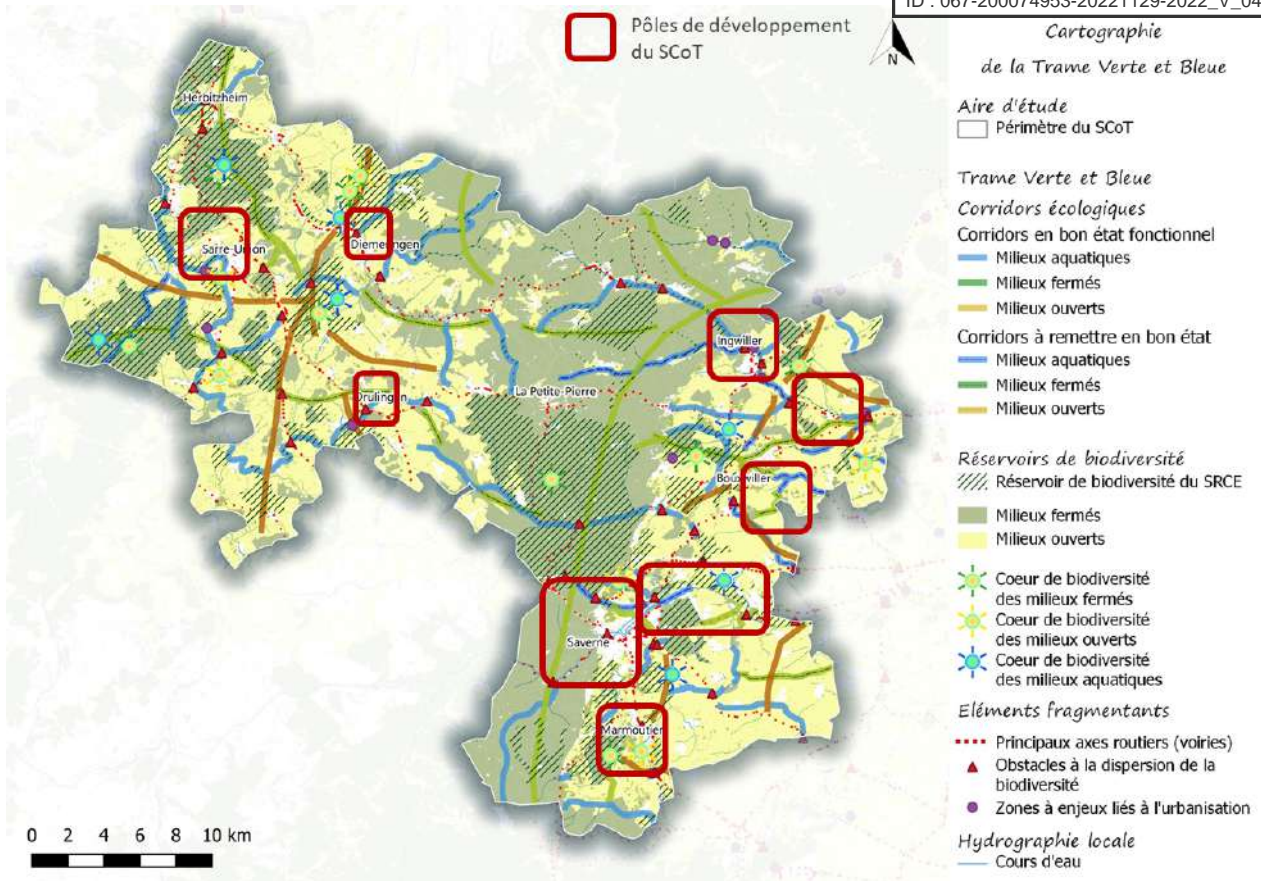 ID : 067-200074953-20221129-2022_V_04
Pôles de développement
du SCoT
N
Cartographie
de la Trame Verte et Bleue
Aire d'étude
Périmètre du SCoT
Trame Verte et Bleue
Corridors écologiques
Corridors en bon état fonctionnel
Milieux aquatiques
Milieux fermés
Milieux ouverts
Corridors à remettre en bon état
Milieux aquatiques
Milieux fermés
Milieux ouverts
Réservoirs de biodiversité
Réservoir de biodiversité du SRCE
Milieux fermés
Milieux ouverts
Coeur de biodiversité
des milieux fermés
Coeur de biodiversité
des milieux ouverts
Coeur de biodiversité
des milieux aquatiques
Eléments fragmentants
Principaux axes routiers (voiries)
Obstacles à la dispersion de la
biodiversité
Zones à enjeux liés à l'urbanisation
Hydrographie locale
Cours d'eau
Herbitzheim
Sarre-Union
Diemeringen
Ingwiller
La Petite-Pierre
Drulingen
Bouxwiller
Saverne
Marmoutier
0 2 4 6 8 10 km